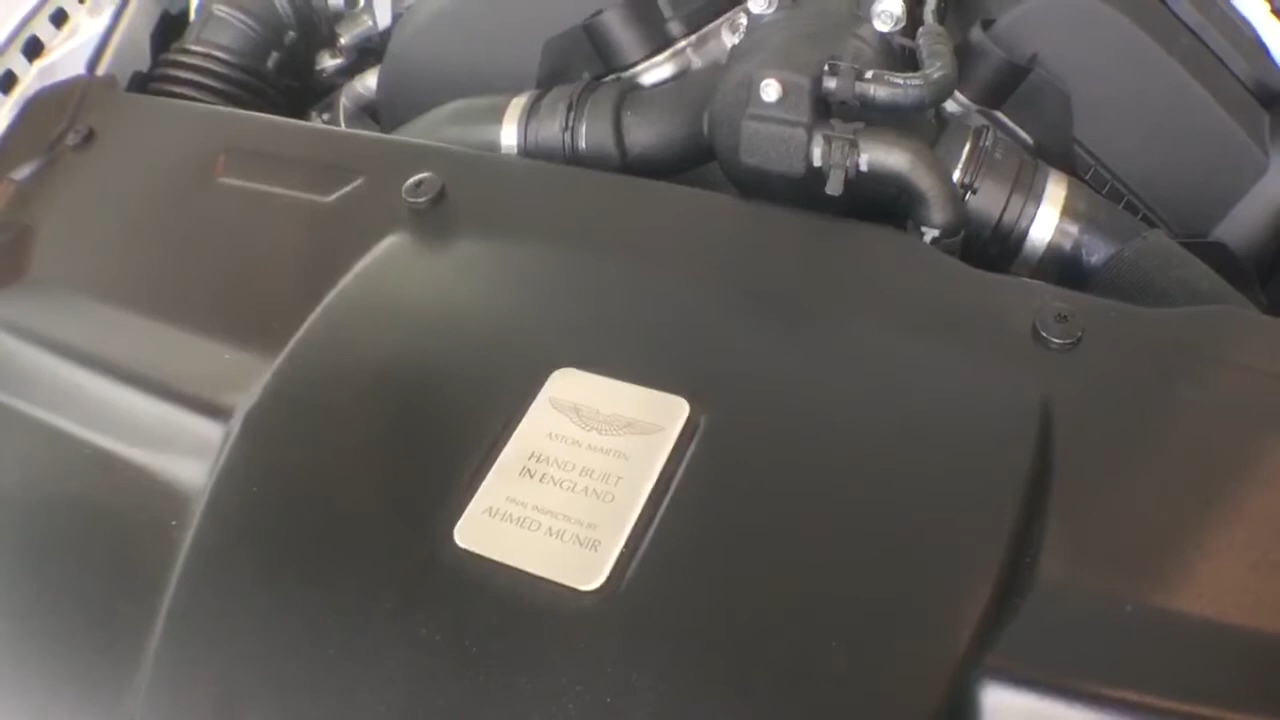 ASTON MARTIN
HAND BUILT
IN ENGLAND
FINAL INSPECTION BY
AHMED MUNIR